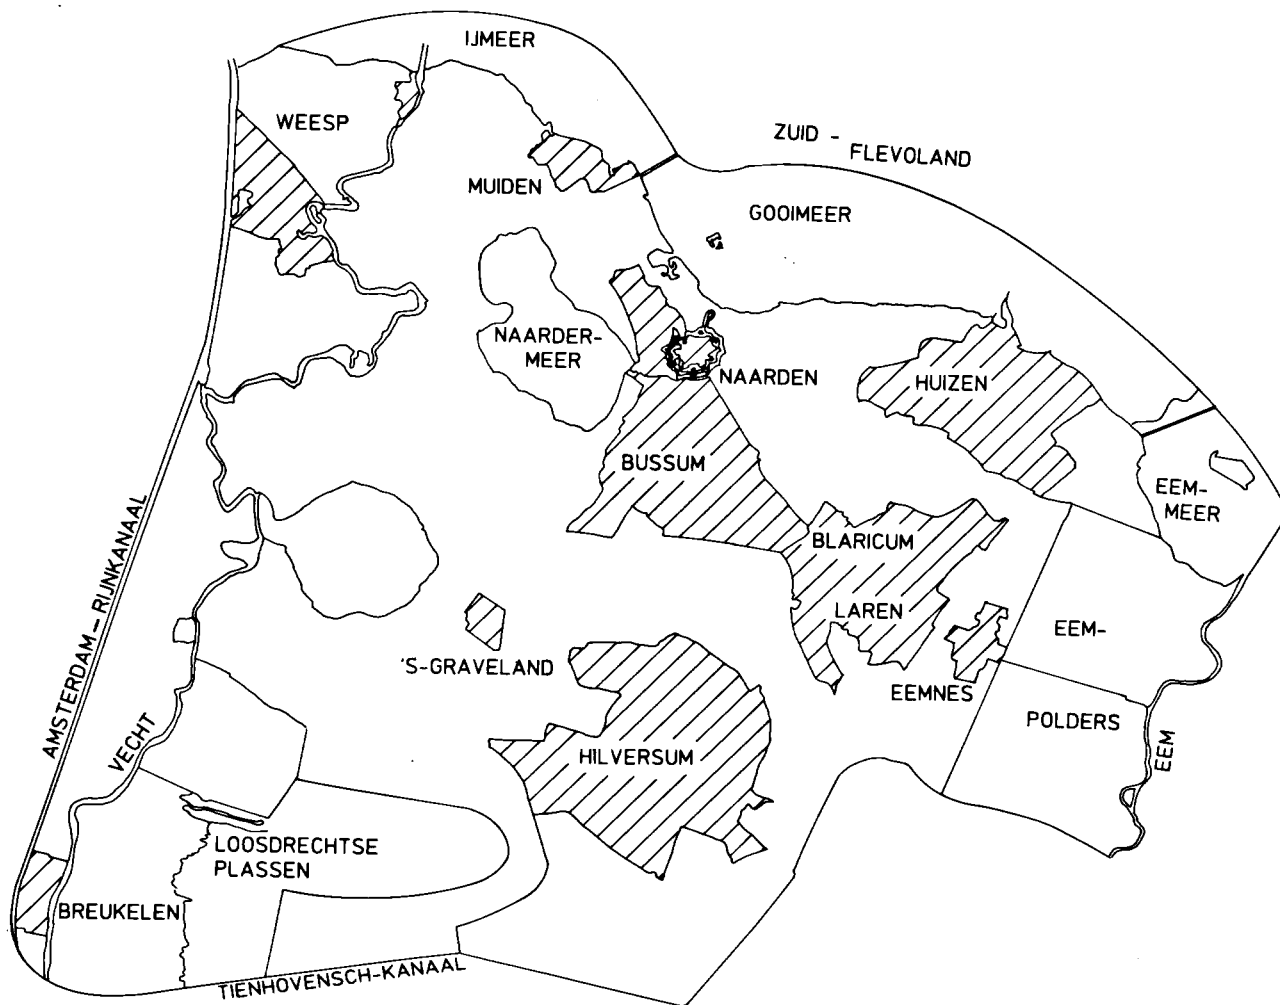 IJMEER
WEESP
ZUID -
FLEVOLAND
MUIDEN
GOOIMEER
NAARDER-
MEER
NAARDEN
HUIZEN
BUSSUM
EEM-
MEER
BLARICUM
LAREN
EEM-
'S-GRAVELAND
EEMNES
POLDERS
AMSTERDAM - RIJNKANAAL
VECHT
HILVERSUM
EEM
LOOSDRECHTSE
PLASSEN
BREUKELEN
TIENHOVENSCH-KANAAL